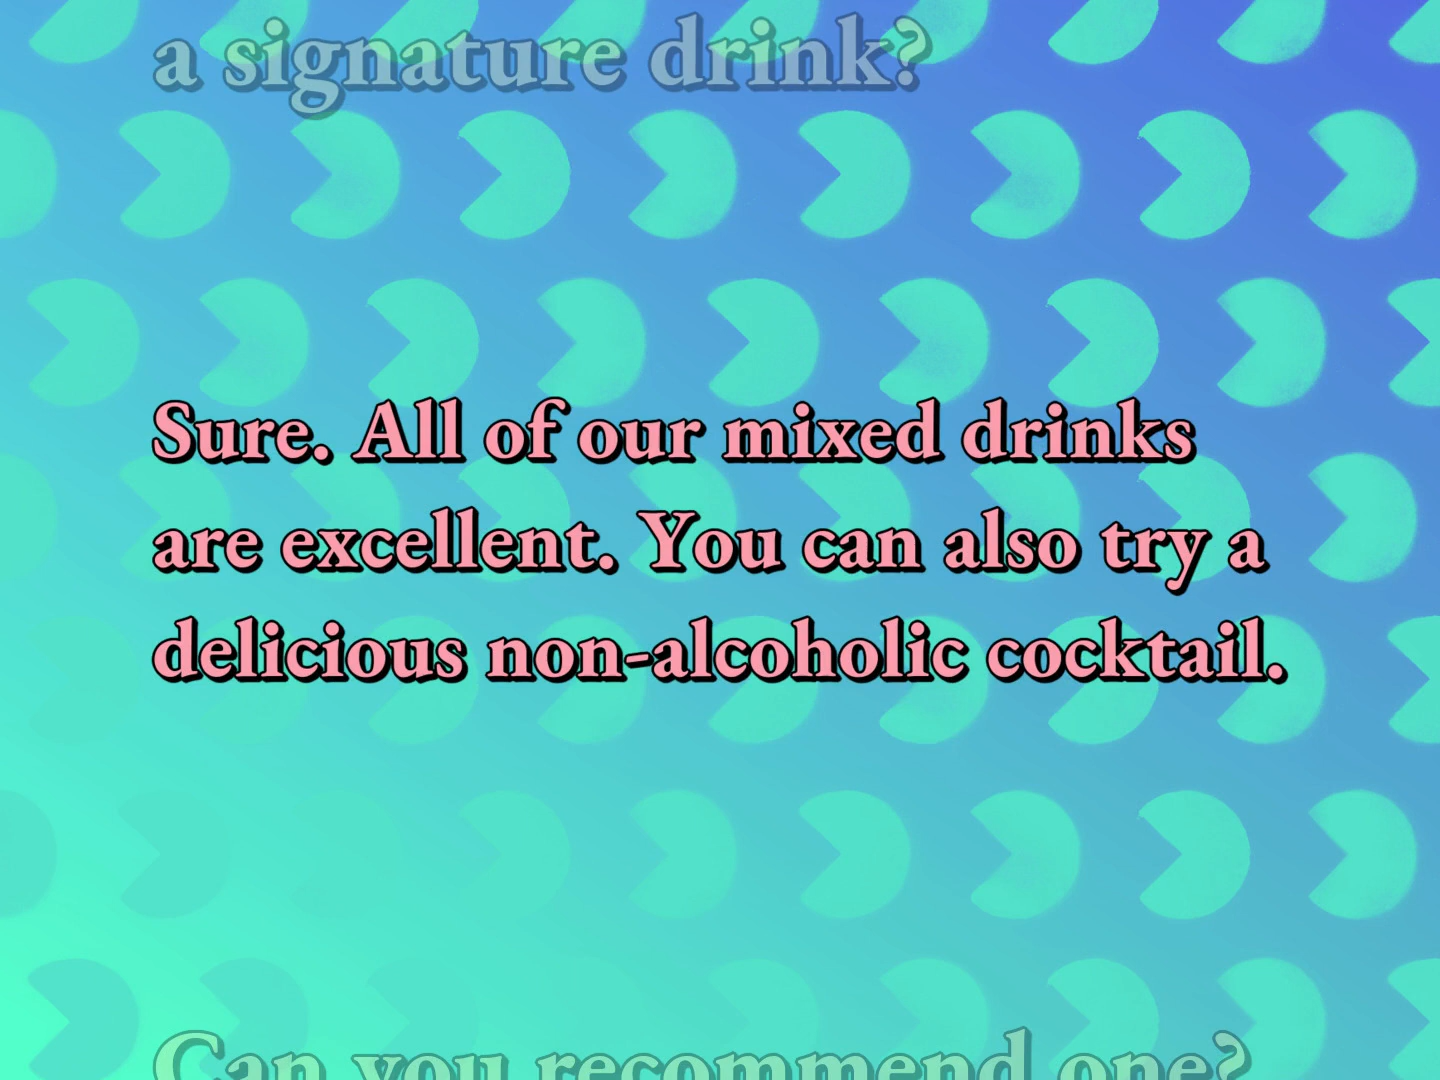 a signature drink?
Sure. All of our mixed drinks
are excellent. You can also try a
delicious non-alcoholic cocktail.
Can you recommend one?